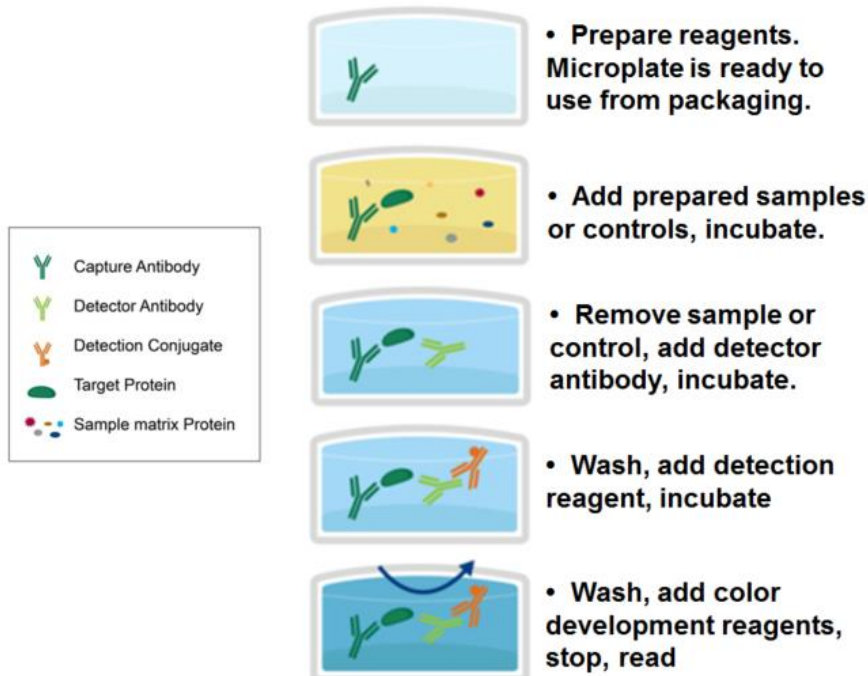 • Prepare reagents.
Microplate is ready to
use from packaging.
• Add prepared samples
or controls, incubate.
Capture Antibody
Detector Antibody
Detection Conjugate
Target Protein
Sample matrix Protein
• Remove sample or
control, add detector
antibody, incubate.
• Wash, add detection
reagent, incubate
• Wash, add color
development reagents,
stop, read